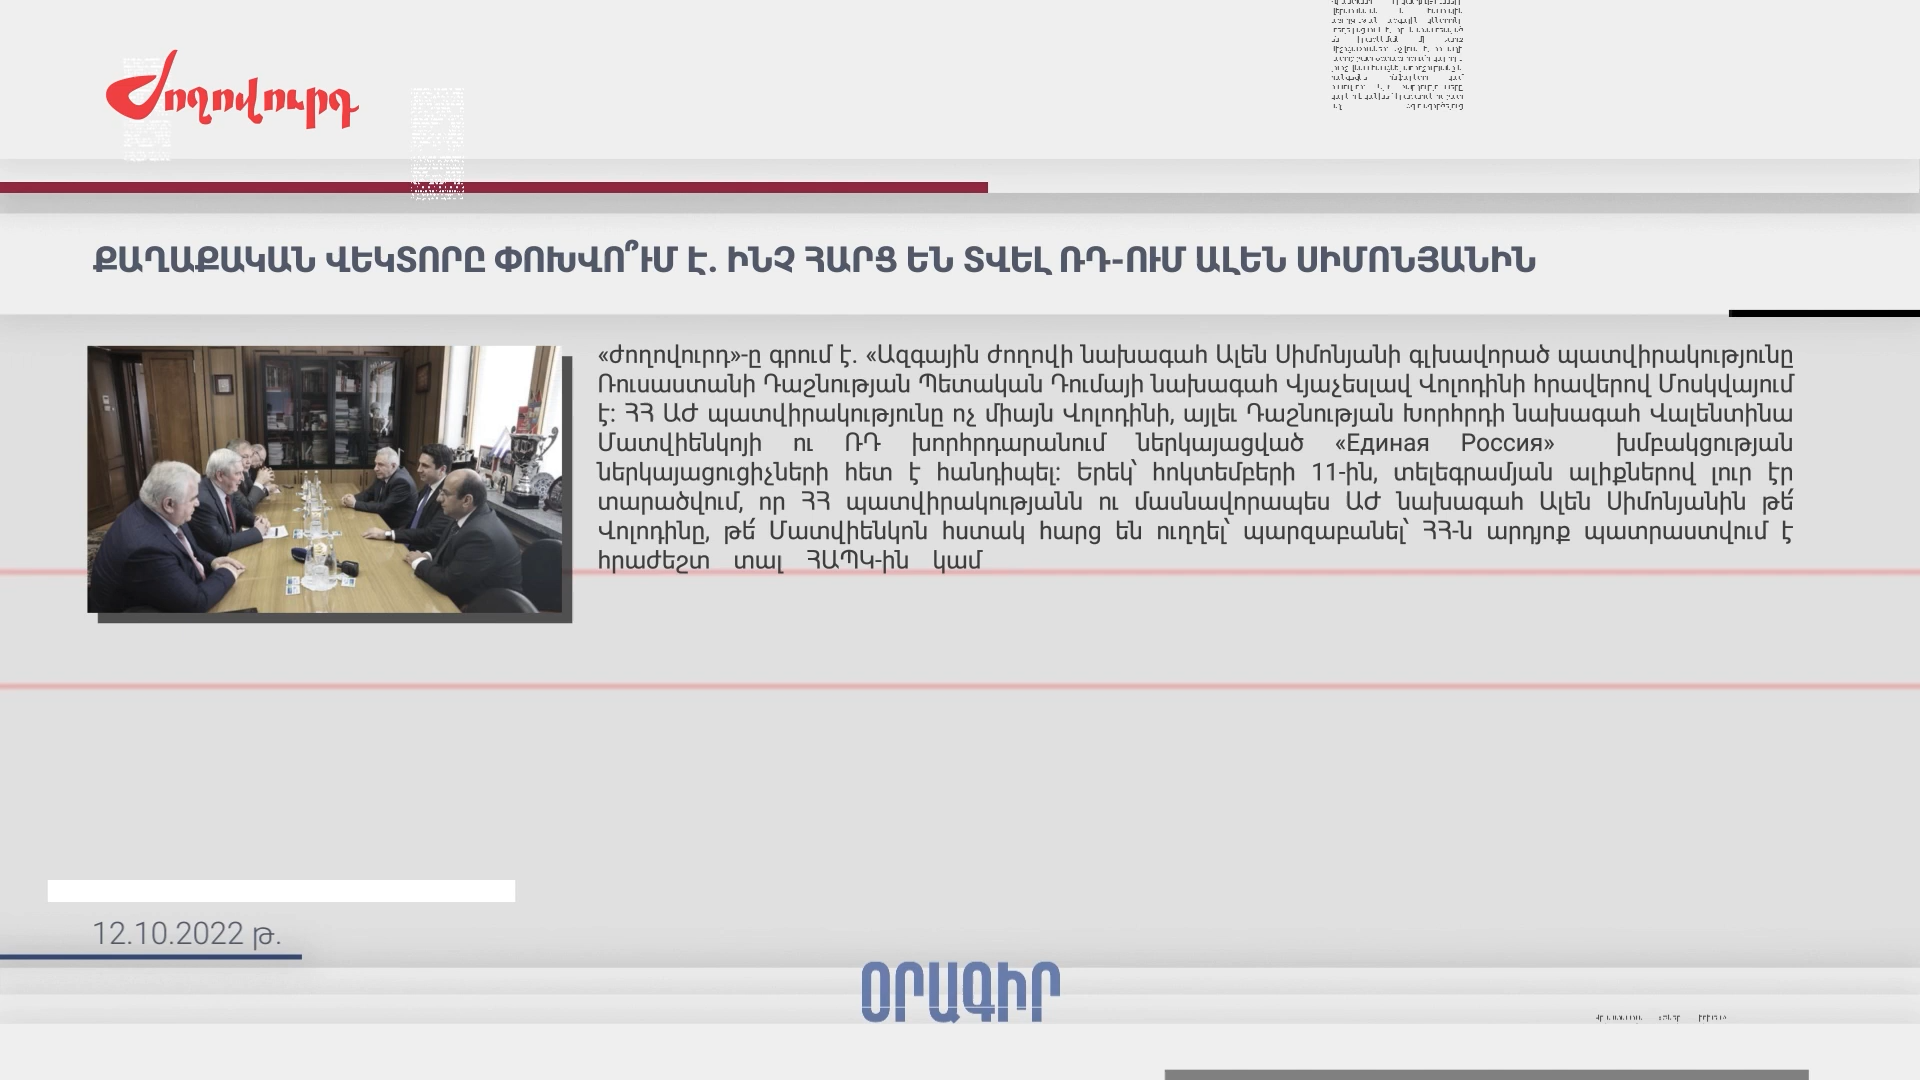 Ժողովուրդ
ՔԱՂԱՔԱԿԱՆ ՎԵԿՏՈՐԸ ՓՈԽՎՈ՞ՒՄ Է. ԻՆՉ ՀԱՐՑ ԵՆ ՏՎԵԼ ՌԴ-ՈՒՄ ԱԼԵՆ ՍԻՄՈՆՅԱՆԻՆ
«Ժողովուրդ»-ը գրում է. «Ազգային ժողովի նախագահ Ալեն Սիմոնյանի գլխավորած պատվիրակությունը
Ռուսաստանի Դաշնության Պետական Դումայի նախագահ Վյաչեսլավ Վոլոդինի հրավերով Մոսկվայում
է: ՀՀ ԱԺ պատվիրակությունը ոչ միայն Վոլոդինի, այլեւ Դաշնության Խորհրդի նախագահ Վալենտինա
Մատվիենկոյի ու ՌԴ խորհրդարանում ներկայացված «Единая Россия» խմբակցության
ներկայացուցիչների հետ է հանդիպել: Երեկ՝ հոկտեմբերի 11-ին, տելեգրամյան ալիքներով լուր էր
տարածվում, որ ՀՀ պատվիրակությանն ու մասնավորապես ԱԺ նախագահ Ալեն Սիմոնյանին թե՛
Վոլոդինը, թե՛ Մատվիենկոն հստակ հարց են ուղղել՝ պարզաբանել՝ ՀՀ-ն արդյոք պատրաստվում է
հրաժեշտ տալ ՀԱՊԿ-ին կամ
12.10.2022 թ.
ՕՐԱԳԻՐ